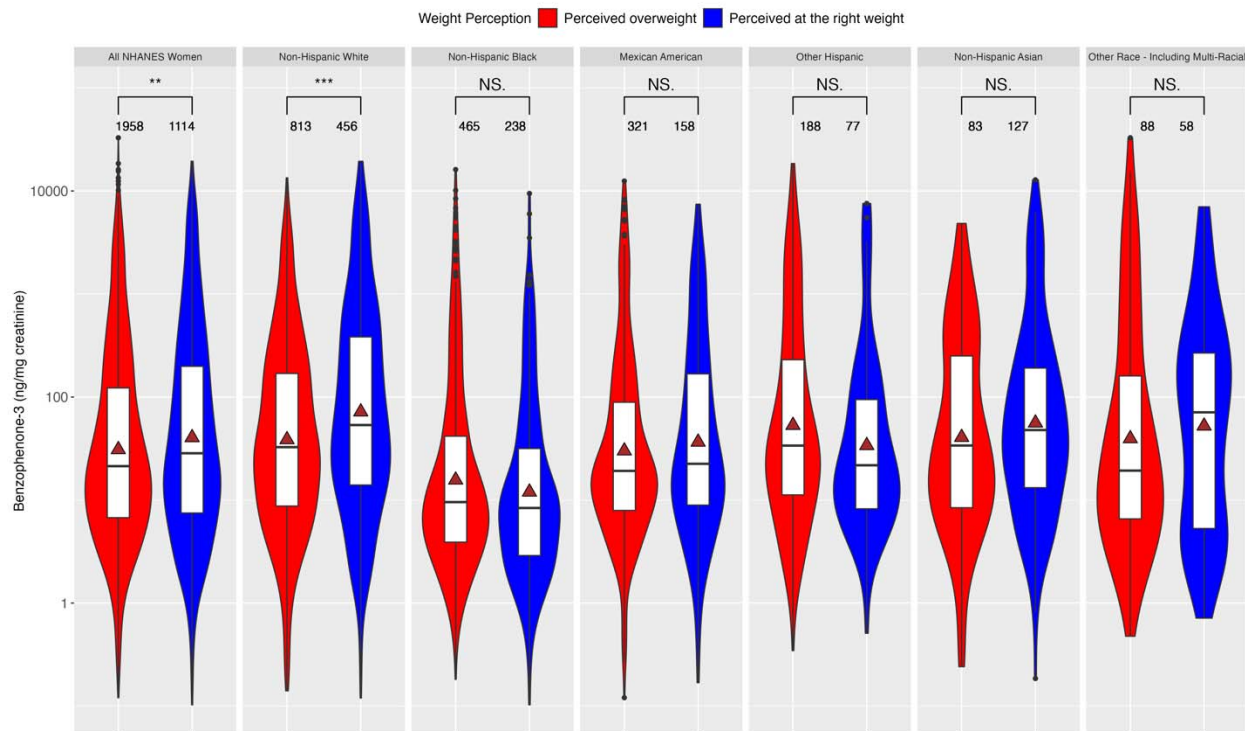 Weight Perception Perceived overweight Perceived at the right weight
All NHANES Women Non-Hispanic White Non-Hispanic Black Mexican American Other Hispanic Non-Hispanic Asian Other Race - Including Multi-Racial
** *** NS. NS. NS. NS. NS.
1958 1114 813 456 465 238 321 158 188 77 83 127 88 58
10000
100
1
Benzophenone-3 (ng/mg creatinine)